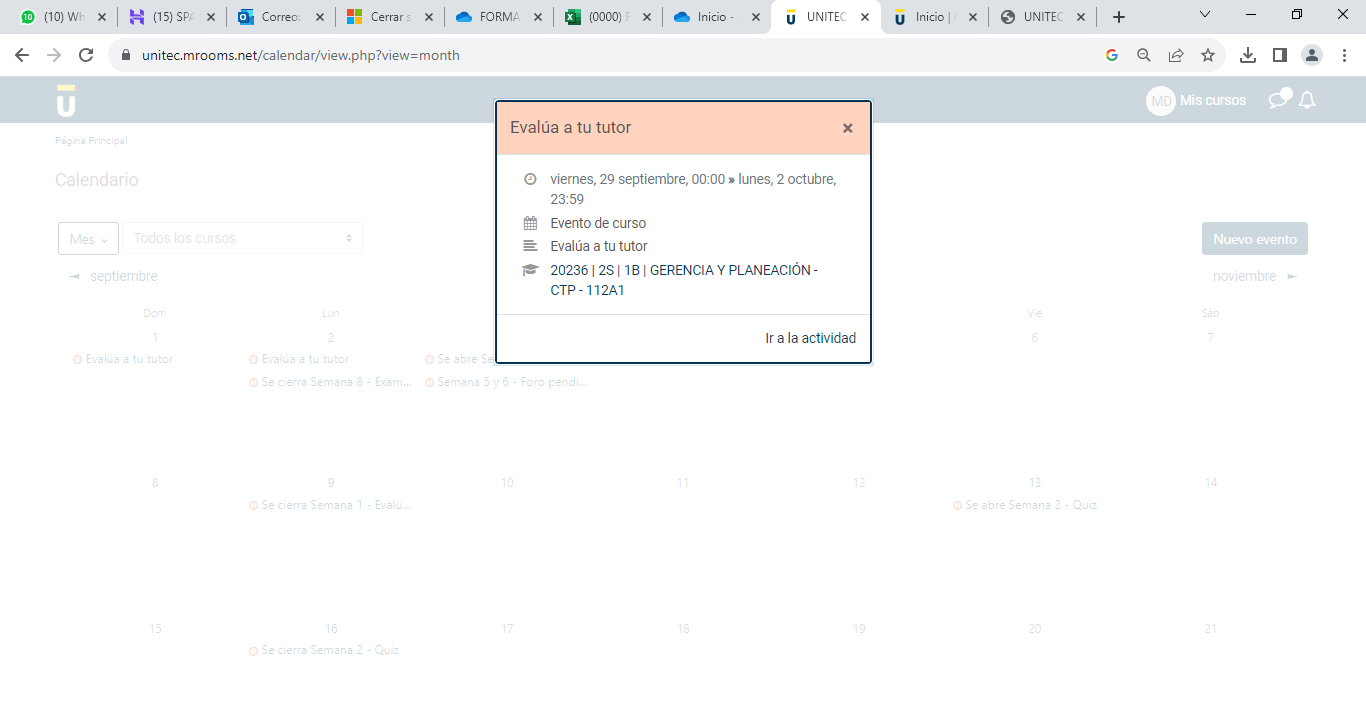 (10) Wh
(15) SPA
Correo:
Cerrar s
FORMA
(0000) F
Inicio -
UNITEC
Inicio |
UNITEC
unitec.mrooms.net/calendar/view.php?view=month
MD Mis cursos
Página Principal
Calendario
Evalúa a tu tutor
viernes, 29 septiembre, 00:00 » lunes, 2 octubre,
23:59
Evento de curso
Evalúa a tu tutor
20236 | 2S | 1B | GERENCIA Y PLANEACIÓN -
CTP - 112A1
Ir a la actividad
Mes Todos los cursos Nuevo evento
septiembre noviembre
Dom Lun Vie Sáb
1 2 6 7
Evalúa a tu tutor Evalúa a tu tutor Se abre Se
Se cierra Semana 8 - Exam... Semana 5 y 6 - Foro pendi...
8 9 10 11 12 13 14
Se cierra Semana 1 - Evalu... Se abre Semana 2 - Quiz
15 16 17 18 19 20 21
Se cierra Semana 2 - Quiz